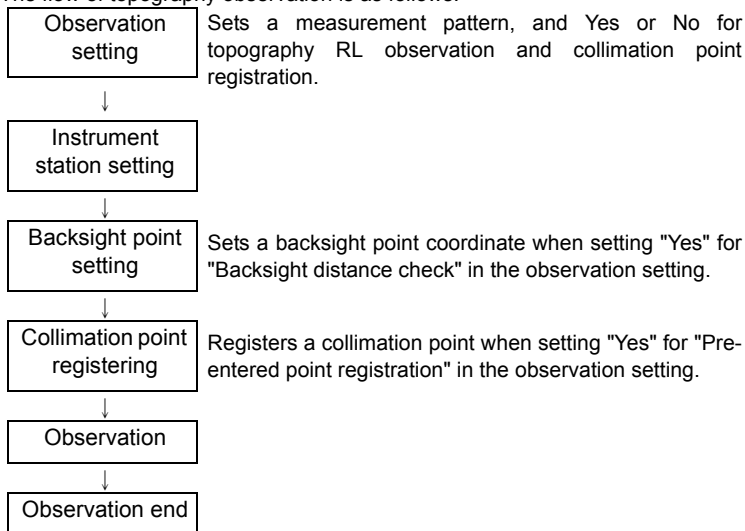 The flow of topography observation is as follows.
Observation
setting
Sets a measurement pattern, and Yes or No for
topography RL observation and collimation point
registration.
↓
Instrument
station setting
↓
Backsight point
setting
Sets a backsight point coordinate when setting "Yes" for
"Backsight distance check" in the observation setting.
↓
Collimation point
registering
Registers a collimation point when setting "Yes" for "Pre-
entered point registration" in the observation setting.
↓
Observation
↓
Observation end